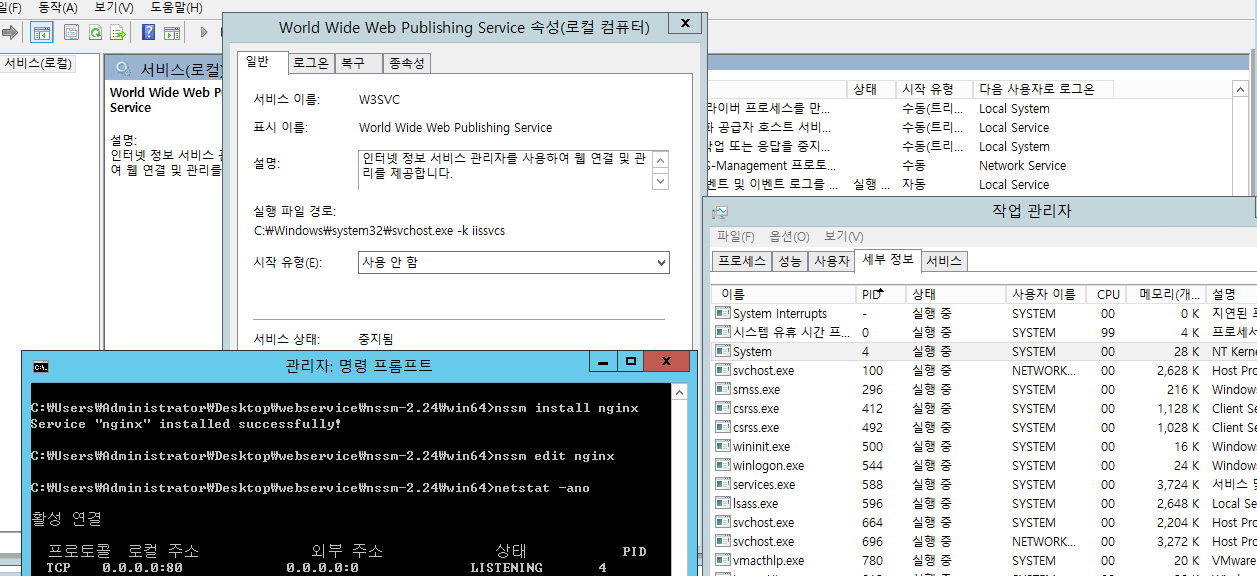 일(F) 동작(A) 보기(V) 도움말(H)
서비스(로컬)
서비스(로컬)
World Wide Web P
Service
설명:
인터넷 정보 서비스 관
여 웹 연결 및 관리를
World Wide Web Publishing Service 속성(로컬 컴퓨터)
일반 로그온 복구 종속성
서비스 이름: W3SVC
표시 이름: World Wide Web Publishing Service
설명: 인터넷 정보 서비스 관리자를 사용하여 웹 연결 및 관
리를 제공합니다.
실행 파일 경로:
C:₩Windows₩system32₩svchost.exe -k iissvcs
시작 유형(E): 사용 안 함
서비스 상태: 중지됨
상태 시작 유형 다음 사용자로 로그온
라이버 프로세스를 만... 수동(트리... Local System
화 공급자 호스트 서비... 수동(트리... Local Service
작업 또는 응답을 중지... 수동(트리... Local System
S-Management 프로토... 수동 Network Service
벤트 및 이벤트 로그를 ... 실행 ... 자동 Local Service
관리자: 명령 프롬프트
C:₩Users₩Administrator₩Desktop₩webservice₩nssm-2.24₩win64>nssm install nginx
Service "nginx" installed successfully!
C:₩Users₩Administrator₩Desktop₩webservice₩nssm-2.24₩win64>nssm edit nginx
C:₩Users₩Administrator₩Desktop₩webservice₩nssm-2.24₩win64>netstat -ano
활성 연결
프로토콜 로컬 주소 외부 주소 상태 PID
TCP 0.0.0.0:80 0.0.0.0:0 LISTENING 4
작업 관리자
파일(F) 옵션(O) 보기(V)
프로세스 성능 사용자 세부 정보 서비스
이름 PID 상태 사용자 이름 CPU 메모리(개... 설명
System Interrupts - 실행 중 SYSTEM 00 0 K 지연된 프
시스템 유휴 시간 프... 0 실행 중 SYSTEM 99 4 K 프로세서
System 4 실행 중 SYSTEM 00 28 K NT Kerne
svchost.exe 100 실행 중 NETWORK... 00 2,628 K Host Pro
smss.exe 296 실행 중 SYSTEM 00 216 K Window
csrss.exe 412 실행 중 SYSTEM 00 1,128 K Client Se
csrss.exe 492 실행 중 SYSTEM 00 1,028 K Client Se
wininit.exe 500 실행 중 SYSTEM 00 16 K Window
winlogon.exe 544 실행 중 SYSTEM 00 24 K Window
services.exe 588 실행 중 SYSTEM 00 3,724 K 서비스 및
lsass.exe 596 실행 중 SYSTEM 00 2,648 K Local Se
svchost.exe 664 실행 중 SYSTEM 00 2,204 K Host Pro
svchost.exe 696 실행 중 NETWORK... 00 3,272 K Host Pro
vmacthlp.exe 780 실행 중 SYSTEM 00 20 K VMware